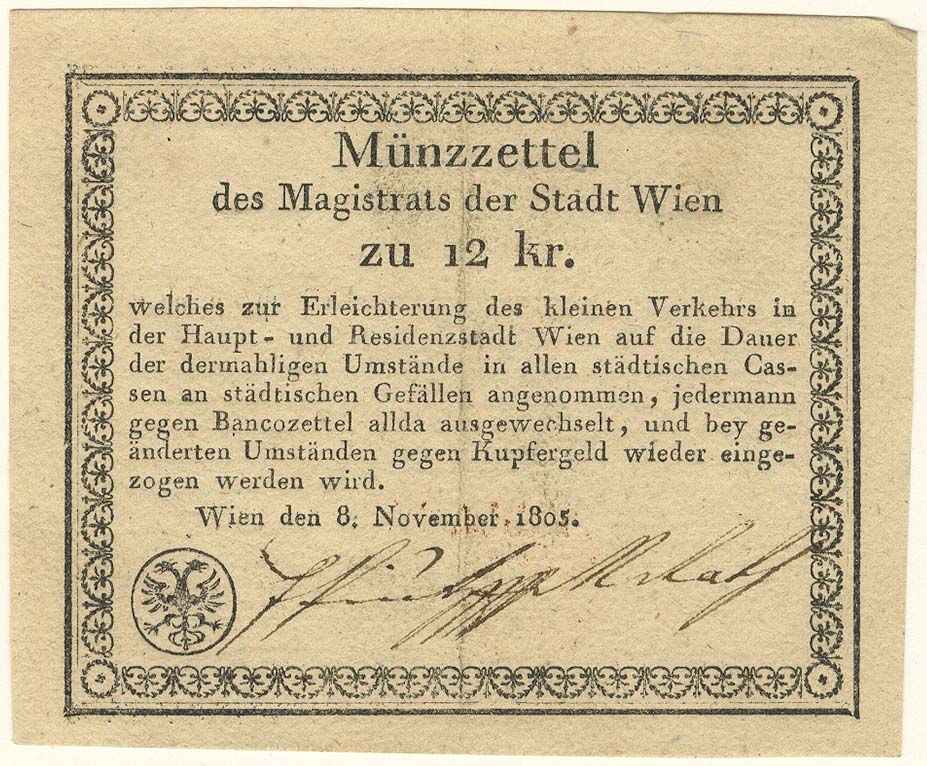 Münzzettel
des Magistrats der Stadt Wien
zu 12 kr.
welches zur Erleichterung des kleinen Verkehrs in
der Haupt- und Residenzstadt Wien auf die Dauer
der dermahligen Umstände in allen städtischen Cas-
sen an städtischen Gefällen angenommen, jedermann
gegen Bancozettel allda ausgewechselt, und bey ge-
änderten Umständen gegen Kupfergeld wieder einge-
zogen werden wird.
Wien den 8. November 1805.